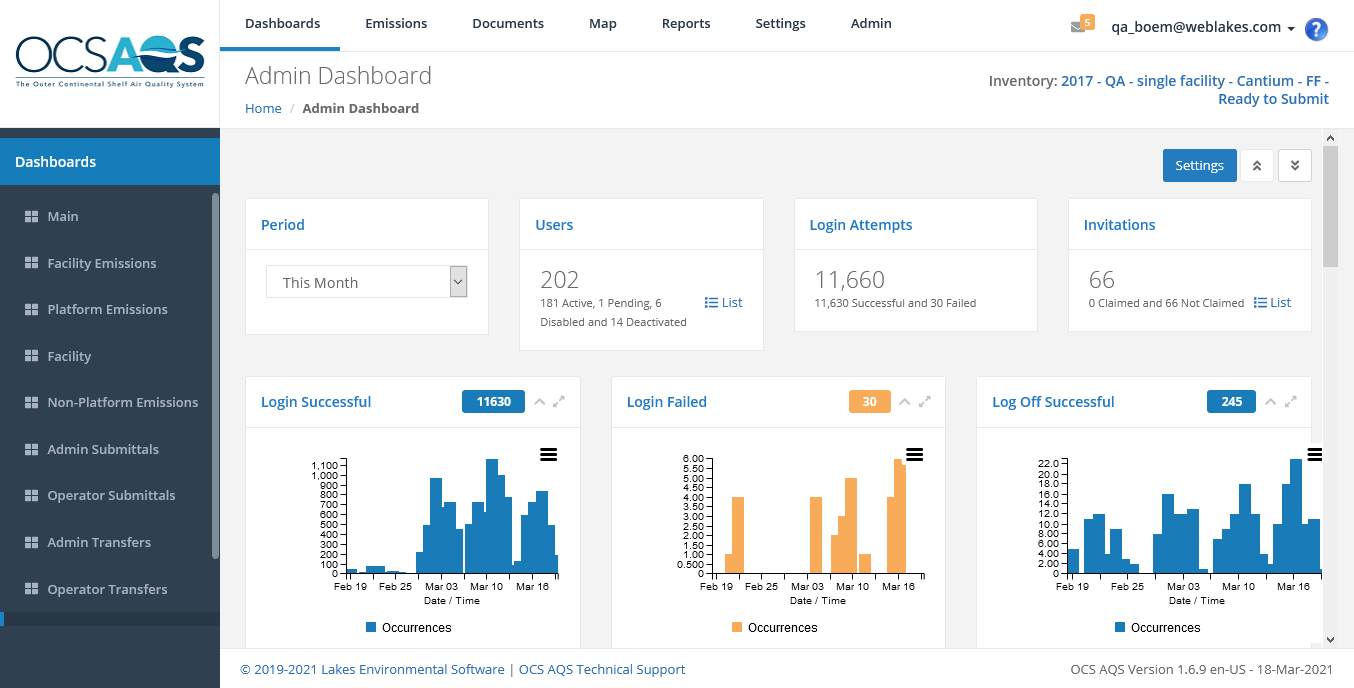 OCSAQS
The Outer Continental Shelf Air Quality System
Dashboards
Emissions
Documents
Map
Reports
Settings
Admin
5
qa_boem@weblakes.com
?
Admin Dashboard
Home / Admin Dashboard
Inventory: 2017 - QA - single facility - Cantium - FF -
Ready to Submit
Dashboards
Main
Facility Emissions
Platform Emissions
Facility
Non-Platform Emissions
Admin Submittals
Operator Submittals
Admin Transfers
Operator Transfers
Settings
Period
This Month
Users
202
181 Active, 1 Pending, 6
Disabled and 14 Deactivated
List
Login Attempts
11,660
11,630 Successful and 30 Failed
Invitations
66
0 Claimed and 66 Not Claimed
List
Login Successful
11630
1,100
1,000
900
800
700
600
500
400
300
200
100
0
Feb 19 Feb 25 Mar 03 Mar 10 Mar 16
Date / Time
Occurrences
Login Failed
30
6.00
5.50
5.00
4.50
4.00
3.50
3.00
2.50
2.00
1.50
1.00
0.500
0
Feb 19 Feb 25 Mar 03 Mar 10 Mar 16
Date / Time
Occurrences
Log Off Successful
245
22.0
20.0
18.0
16.0
14.0
12.0
10.0
8.00
6.00
4.00
2.00
0
Feb 19 Feb 25 Mar 03 Mar 10 Mar 16
Date / Time
Occurrences
© 2019-2021 Lakes Environmental Software | OCS AQS Technical Support
OCS AQS Version 1.6.9 en-US - 18-Mar-2021